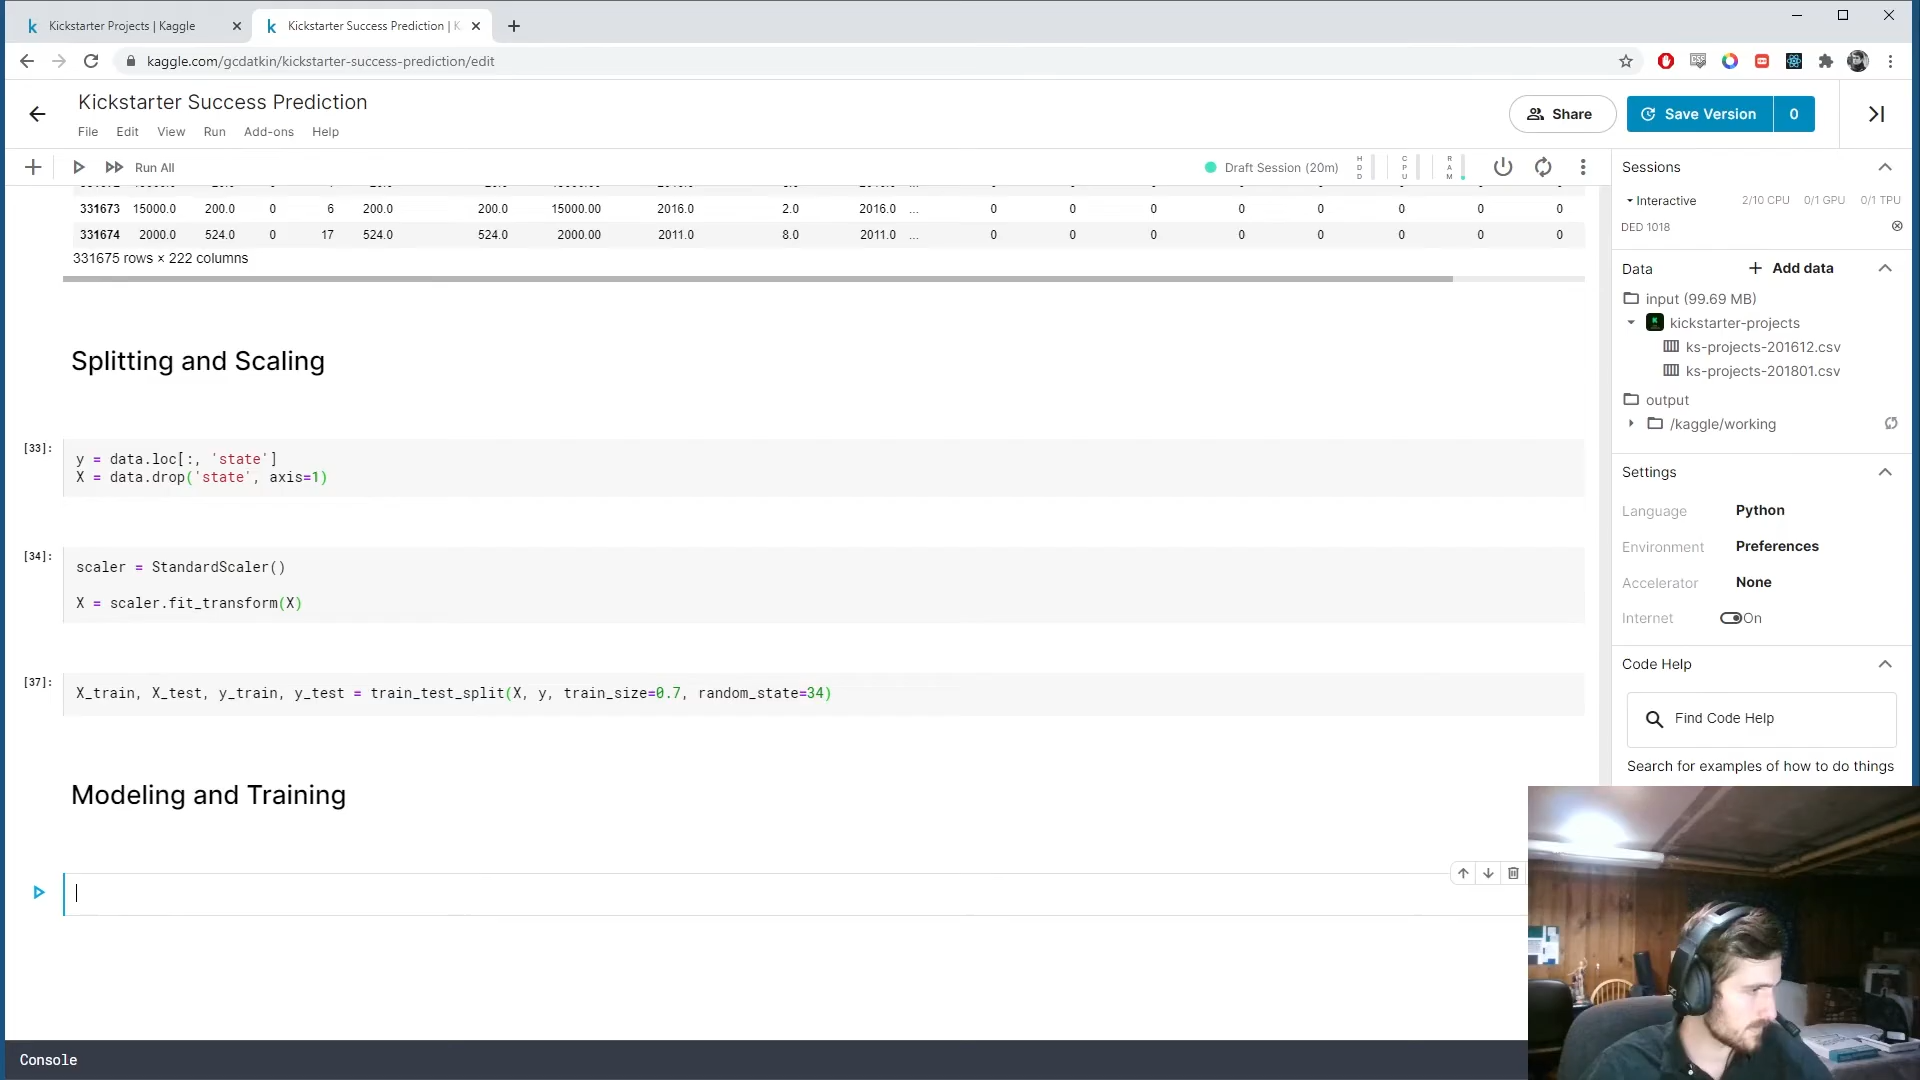 Kickstarter Projects | Kaggle
Kickstarter Success Prediction | K
kaggle.com/gcdatkin/kickstarter-success-prediction/edit
Kickstarter Success Prediction
File Edit View Run Add-ons Help
Share
Save Version 0
Run All
Draft Session (20m)
HDD
CPU
RAM
331673 15000.0 200.0 0 6 200.0 200.0 15000.00 2016.0 2.0 2016.0 ... 0 0 0 0 0 0 0 0
331674 2000.0 524.0 0 17 524.0 524.0 2000.00 2011.0 8.0 2011.0 ... 0 0 0 0 0 0 0 0
331675 rows × 222 columns
Splitting and Scaling
[33]:
y = data.loc[:, 'state']
X = data.drop('state', axis=1)
[34]:
scaler = StandardScaler()
X = scaler.fit_transform(X)
[37]:
X_train, X_test, y_train, y_test = train_test_split(X, y, train_size=0.7, random_state=34)
Modeling and Training
Console
Sessions
Interactive 2/10 CPU 0/1 GPU 0/1 TPU
DED 1018
Data + Add data
input (99.69 MB)
kickstarter-projects
ks-projects-201612.csv
ks-projects-201801.csv
output
/kaggle/working
Settings
Language Python
Environment Preferences
Accelerator None
Internet On
Code Help
Find Code Help
Search for examples of how to do things